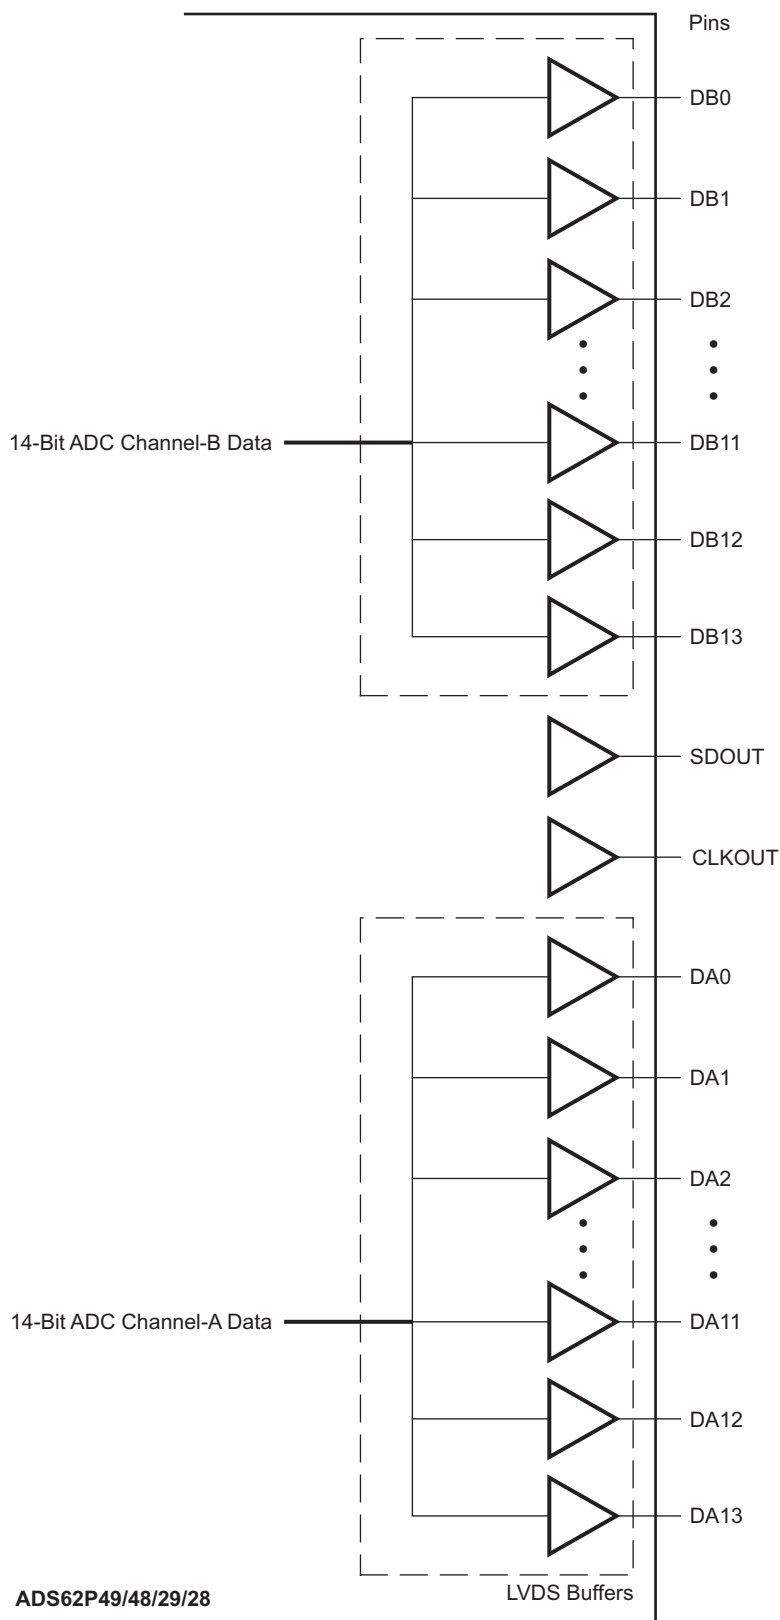 Pins
DB0
DB1
DB2
14-Bit ADC Channel-B Data
DB11
DB12
DB13
SDOUT
CLKOUT
DA0
DA1
DA2
14-Bit ADC Channel-A Data
DA11
DA12
DA13
LVDS Buffers
ADS62P49/48/29/28